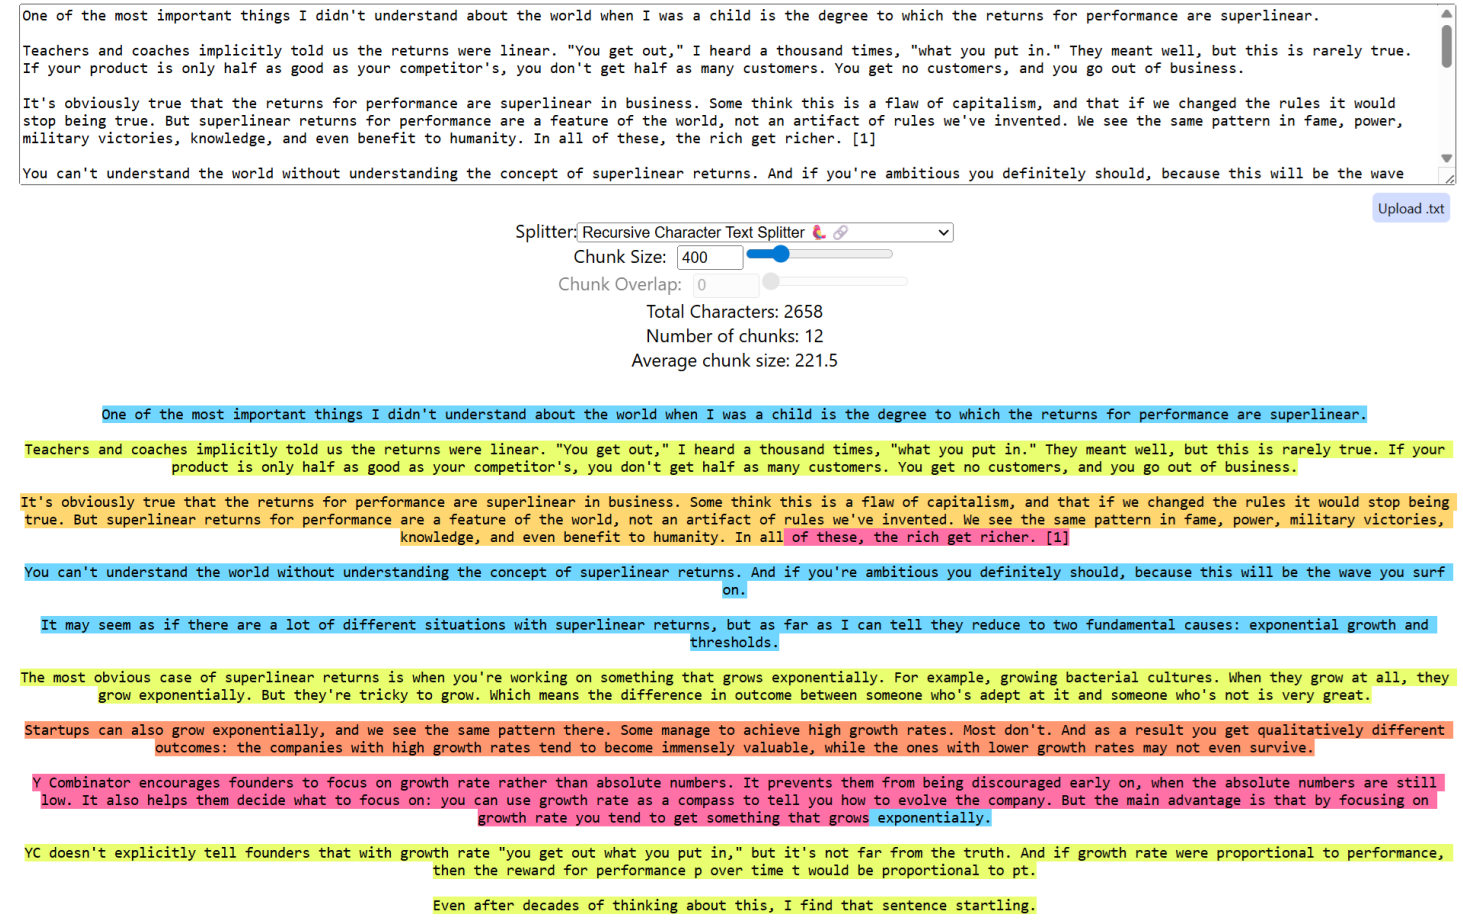 One of the most important things I didn't understand about the world when I was a child is the degree to which the returns for performance are superlinear.
Teachers and coaches implicitly told us the returns were linear. "You get out," I heard a thousand times, "what you put in." They meant well, but this is rarely true.
If your product is only half as good as your competitor's, you don't get half as many customers. You get no customers, and you go out of business.
It's obviously true that the returns for performance are superlinear in business. Some think this is a flaw of capitalism, and that if we changed the rules it would
stop being true. But superlinear returns for performance are a feature of the world, not an artifact of rules we've invented. We see the same pattern in fame, power,
military victories, knowledge, and even benefit to humanity. In all of these, the rich get richer. [1]
You can't understand the world without understanding the concept of superlinear returns. And if you're ambitious you definitely should, because this will be the wave
Upload .txt
Splitter: Recursive Character Text Splitter 🦜 🔗
Chunk Size: 400
Chunk Overlap: 0
Total Characters: 2658
Number of chunks: 12
Average chunk size: 221.5
One of the most important things I didn't understand about the world when I was a child is the degree to which the returns for performance are superlinear.
Teachers and coaches implicitly told us the returns were linear. "You get out," I heard a thousand times, "what you put in." They meant well, but this is rarely true. If your
product is only half as good as your competitor's, you don't get half as many customers. You get no customers, and you go out of business.
It's obviously true that the returns for performance are superlinear in business. Some think this is a flaw of capitalism, and that if we changed the rules it would stop being
true. But superlinear returns for performance are a feature of the world, not an artifact of rules we've invented. We see the same pattern in fame, power, military victories,
knowledge, and even benefit to humanity. In all of these, the rich get richer. [1]
You can't understand the world without understanding the concept of superlinear returns. And if you're ambitious you definitely should, because this will be the wave you surf
on.
It may seem as if there are a lot of different situations with superlinear returns, but as far as I can tell they reduce to two fundamental causes: exponential growth and
thresholds.
The most obvious case of superlinear returns is when you're working on something that grows exponentially. For example, growing bacterial cultures. When they grow at all, they
grow exponentially. But they're tricky to grow. Which means the difference in outcome between someone who's adept at it and someone who's not is very great.
Startups can also grow exponentially, and we see the same pattern there. Some manage to achieve high growth rates. Most don't. And as a result you get qualitatively different
outcomes: the companies with high growth rates tend to become immensely valuable, while the ones with lower growth rates may not even survive.
Y Combinator encourages founders to focus on growth rate rather than absolute numbers. It prevents them from being discouraged early on, when the absolute numbers are still
low. It also helps them decide what to focus on: you can use growth rate as a compass to tell you how to evolve the company. But the main advantage is that by focusing on
growth rate you tend to get something that grows exponentially.
YC doesn't explicitly tell founders that with growth rate "you get out what you put in," but it's not far from the truth. And if growth rate were proportional to performance,
then the reward for performance p over time t would be proportional to pt.
Even after decades of thinking about this, I find that sentence startling.